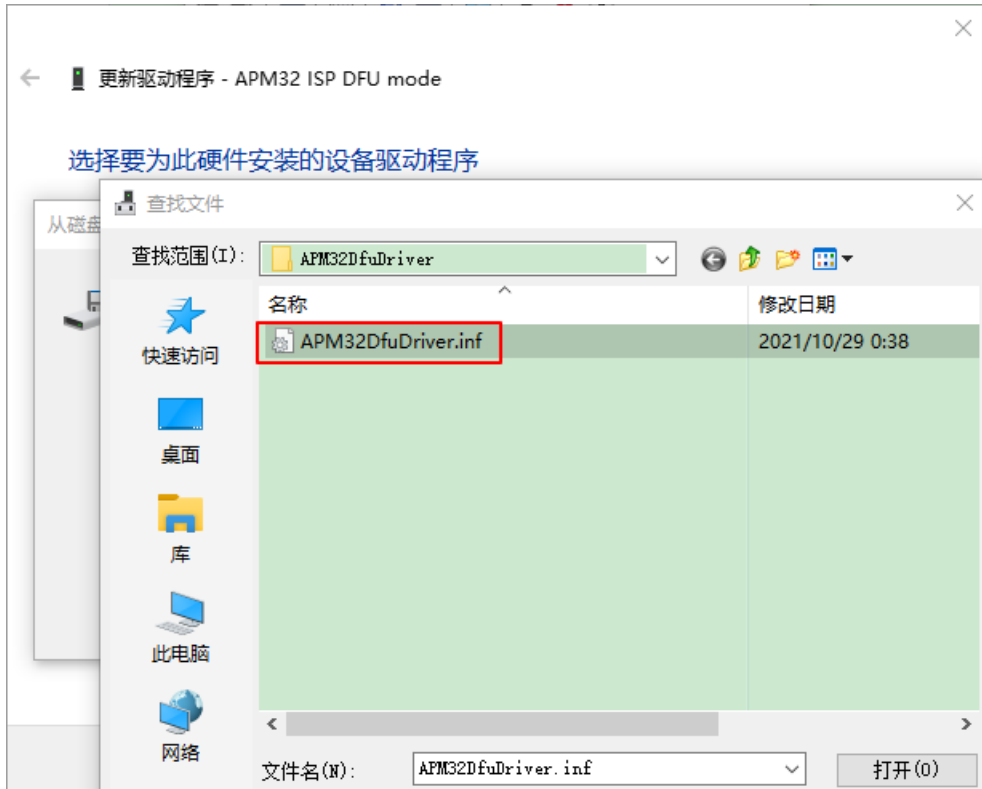 更新驱动程序 - APM32 ISP DFU mode
选择要为此硬件安装的设备驱动程序
从磁盘
查找文件
查找范围(I):
APM32DfuDriver
名称
修改日期
APM32DfuDriver.inf
2021/10/29 0:38
快速访问
桌面
库
此电脑
网络
文件名(N):
APM32DfuDriver.inf
打开(O)